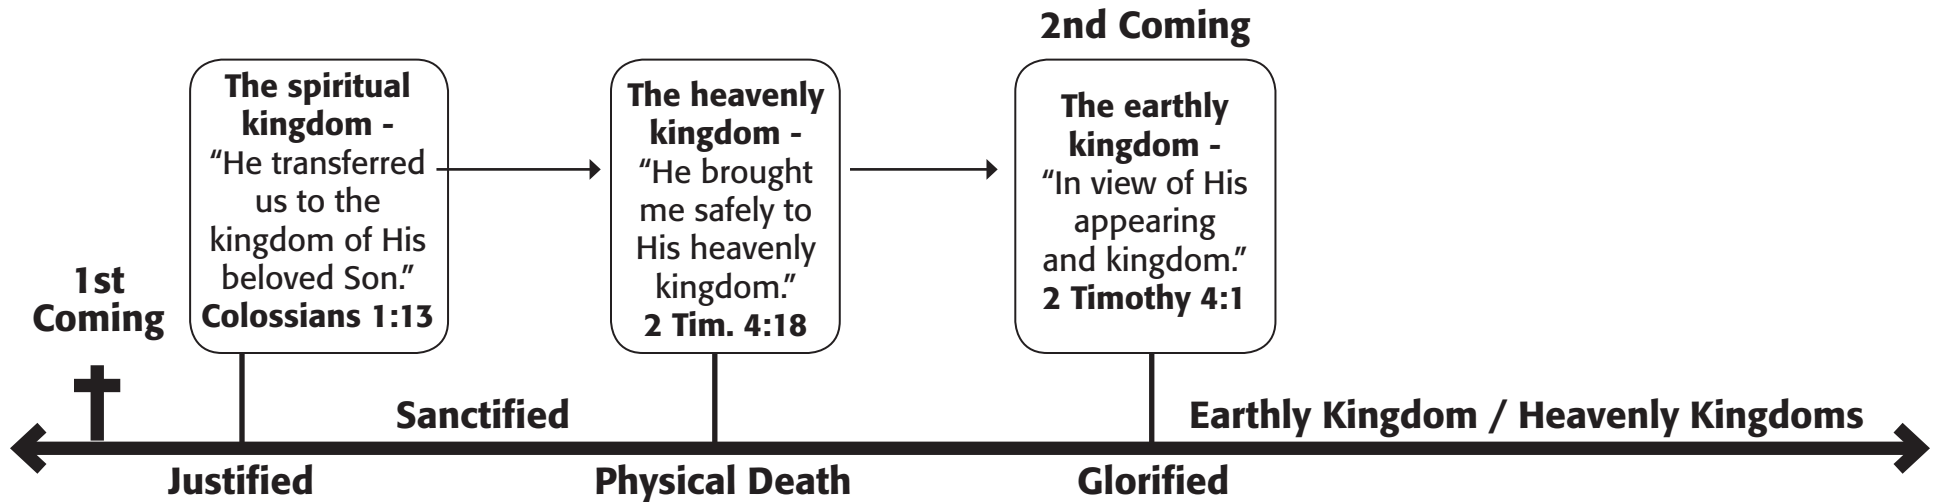 2nd Coming
The spiritual
kingdom -
“He transferred
us to the
kingdom of His
beloved Son.”
Colossians 1:13
The heavenly
kingdom -
“He brought
me safely to
His heavenly
kingdom.”
2 Tim. 4:18
The earthly
kingdom -
“In view of His
appearing
and kingdom.”
2 Timothy 4:1
1st
Coming
Sanctified
Earthly Kingdom / Heavenly Kingdoms
Justified
Physical Death
Glorified